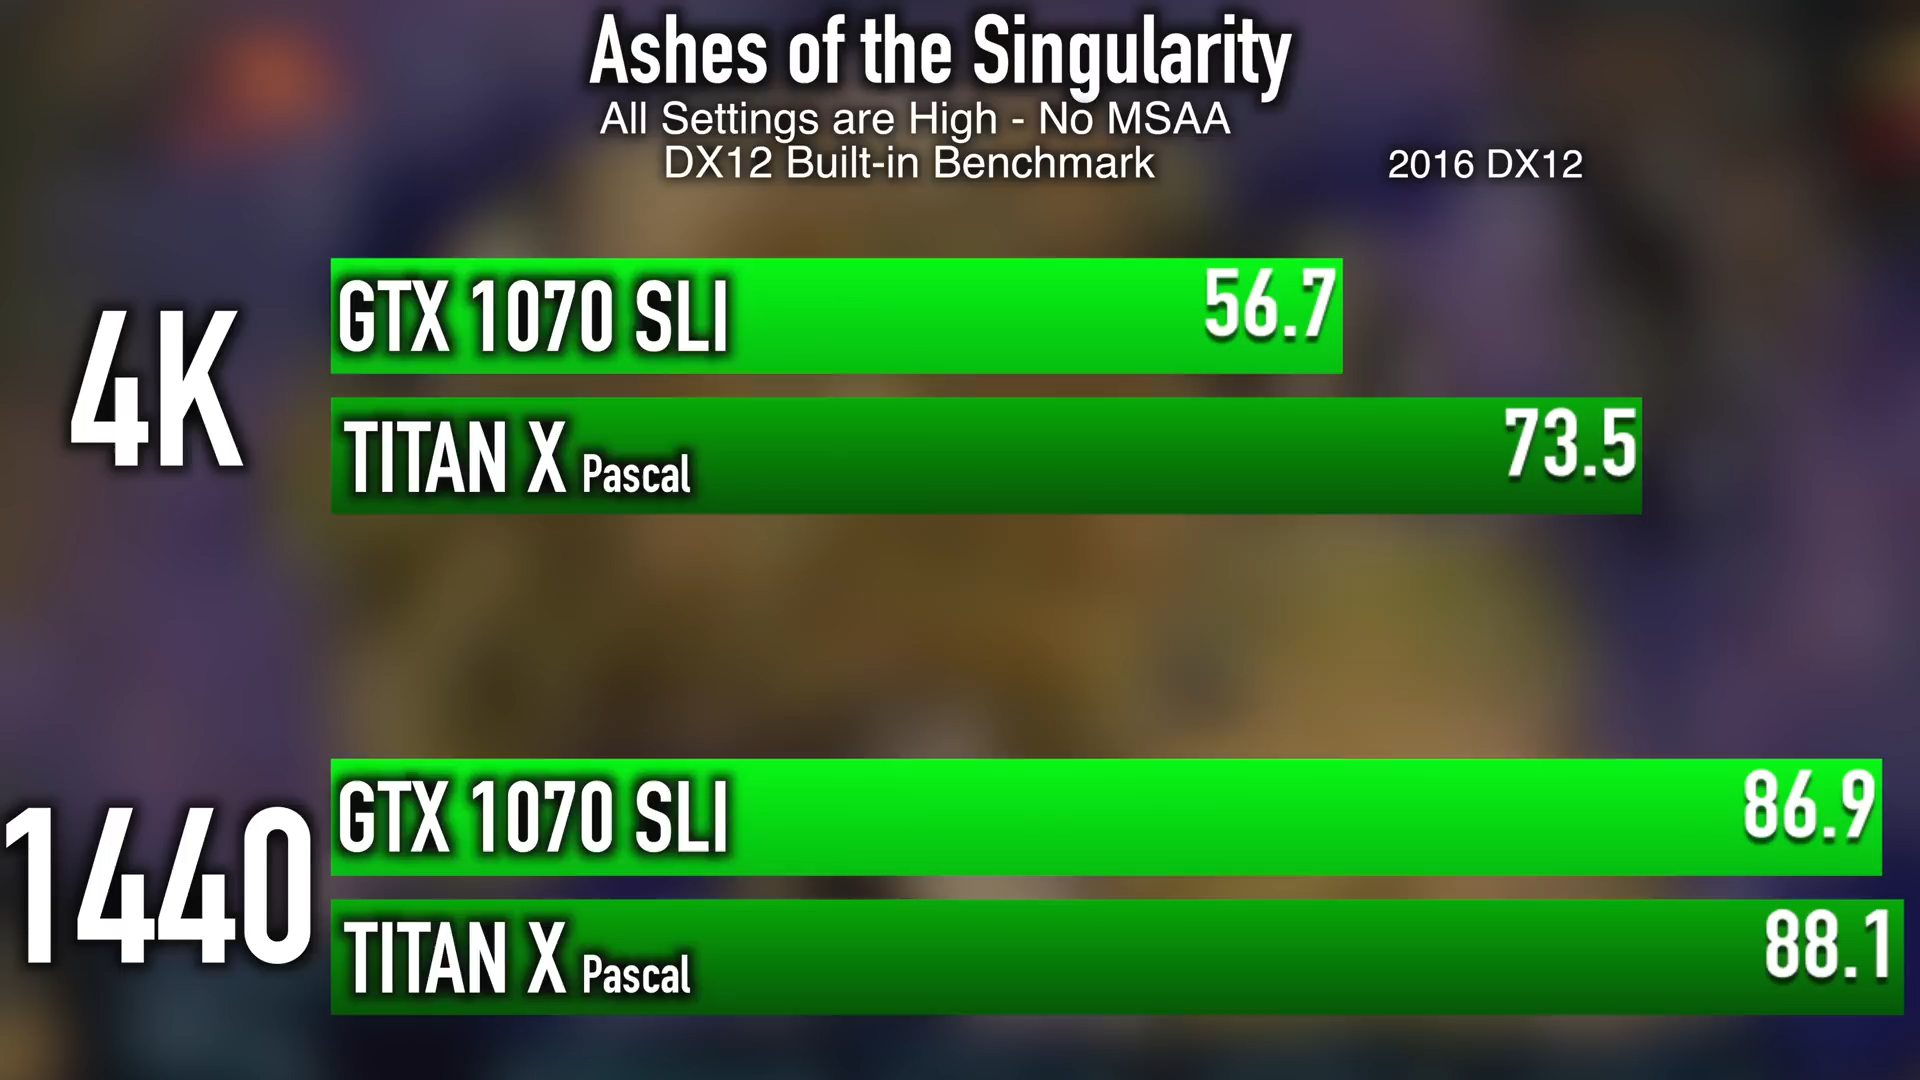 Ashes of the Singularity
All Settings are High - No MSAA
DX12 Built-in Benchmark
2016 DX12
4K
GTX 1070 SLI
56.7
TITAN X Pascal
73.5
1440
GTX 1070 SLI
86.9
TITAN X Pascal
88.1